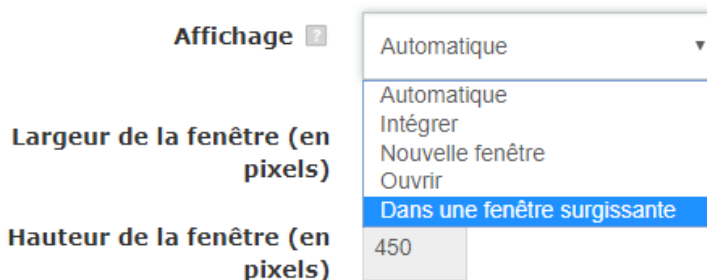 Affichage ?
Automatique ▼
Automatique
Intégrer
Nouvelle fenêtre
Ouvrir
Dans une fenêtre surgissante
Largeur de la fenêtre (en
pixels)
Hauteur de la fenêtre (en
pixels)
450